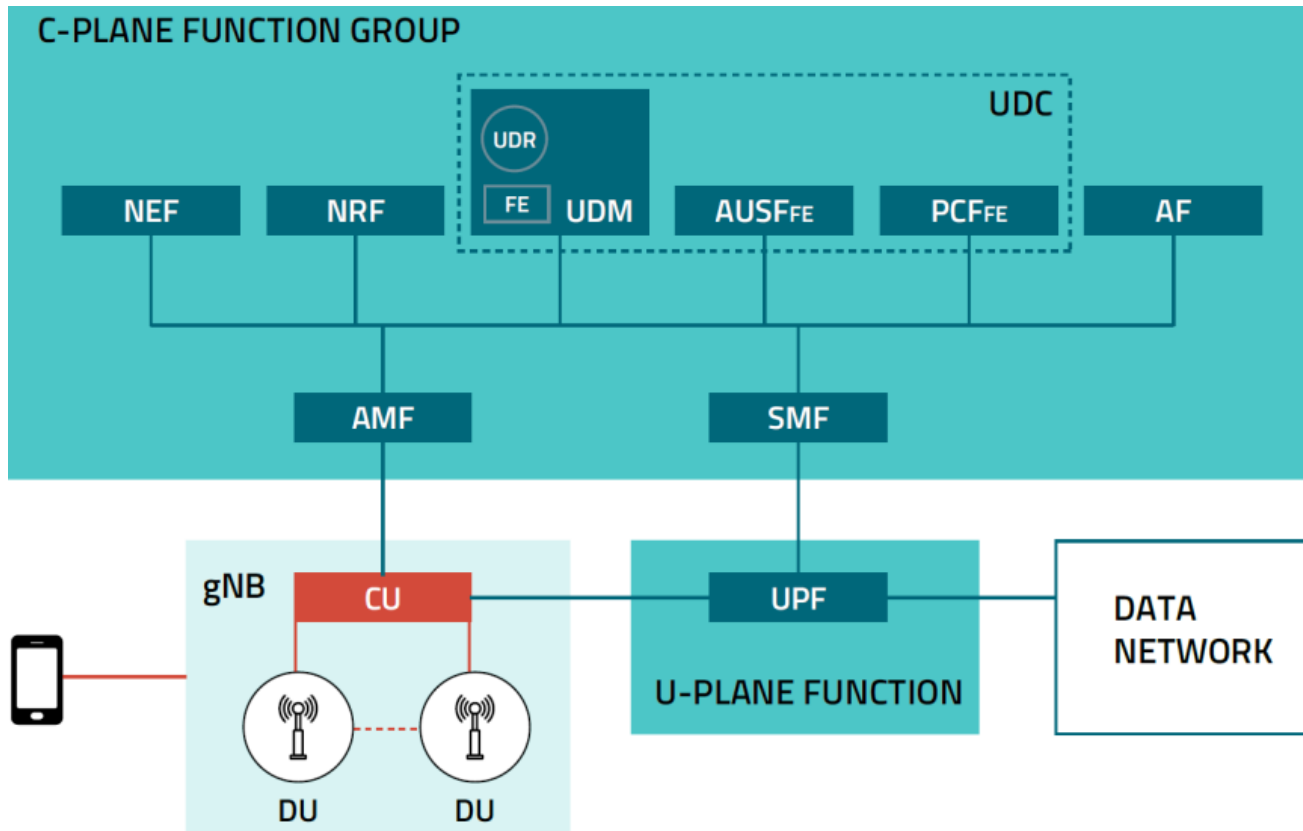 C-PLANE FUNCTION GROUP
UDC
UDR
FE
UDM
NEF
NRF
AUSFFE
PCFFE
AF
AMF
SMF
gNB
CU
UPF
DATA
NETWORK
U-PLANE FUNCTION
DU
DU